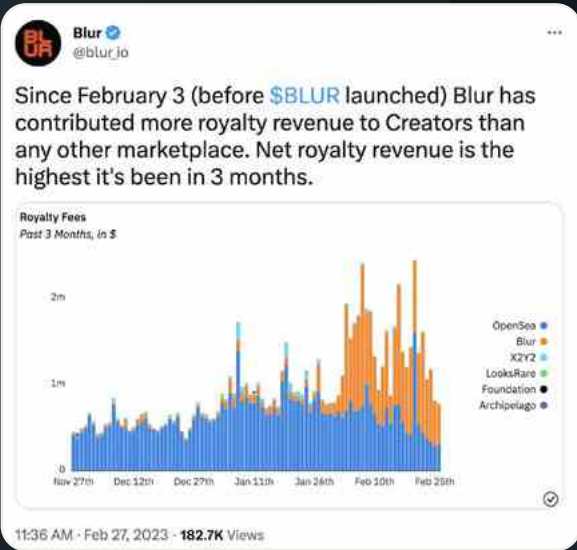 BL
UR
Blur
@blur_io
Since February 3 (before $BLUR launched) Blur has
contributed more royalty revenue to Creators than
any other marketplace. Net royalty revenue is the
highest it's been in 3 months.
Royalty Fees
Past 3 Months, in $
2m
1m
0
OpenSea
Blur
X2Y2
LooksRare
Foundation
Archipelago
Nov 27th Dec 12th Dec 27th Jan 11th Jan 26th Feb 10th Feb 25th
11:36 AM · Feb 27, 2023 · 182.7K Views